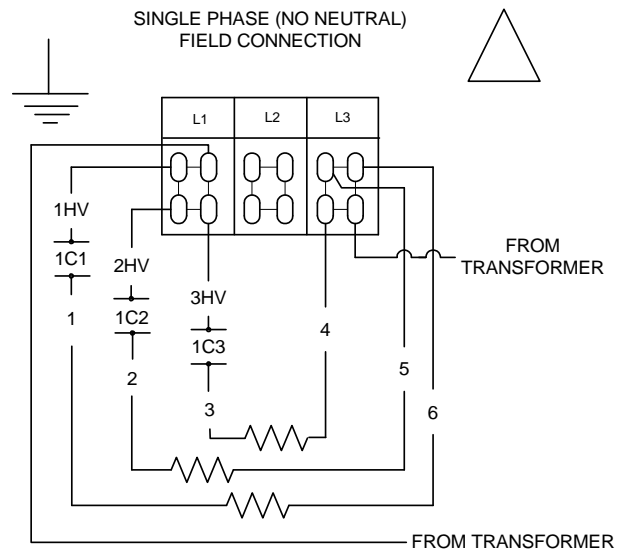 SINGLE PHASE (NO NEUTRAL)
FIELD CONNECTION
L1
L2
L3
1HV
1C1
2HV
FROM
TRANSFORMER
3HV
1C2
1
4
1C3
5
2
3
6
FROM TRANSFORMER